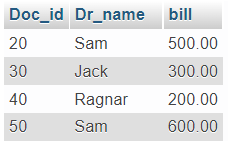 Doc_id Dr_name bill
20 Sam 500.00
30 Jack 300.00
40 Ragnar 200.00
50 Sam 600.00